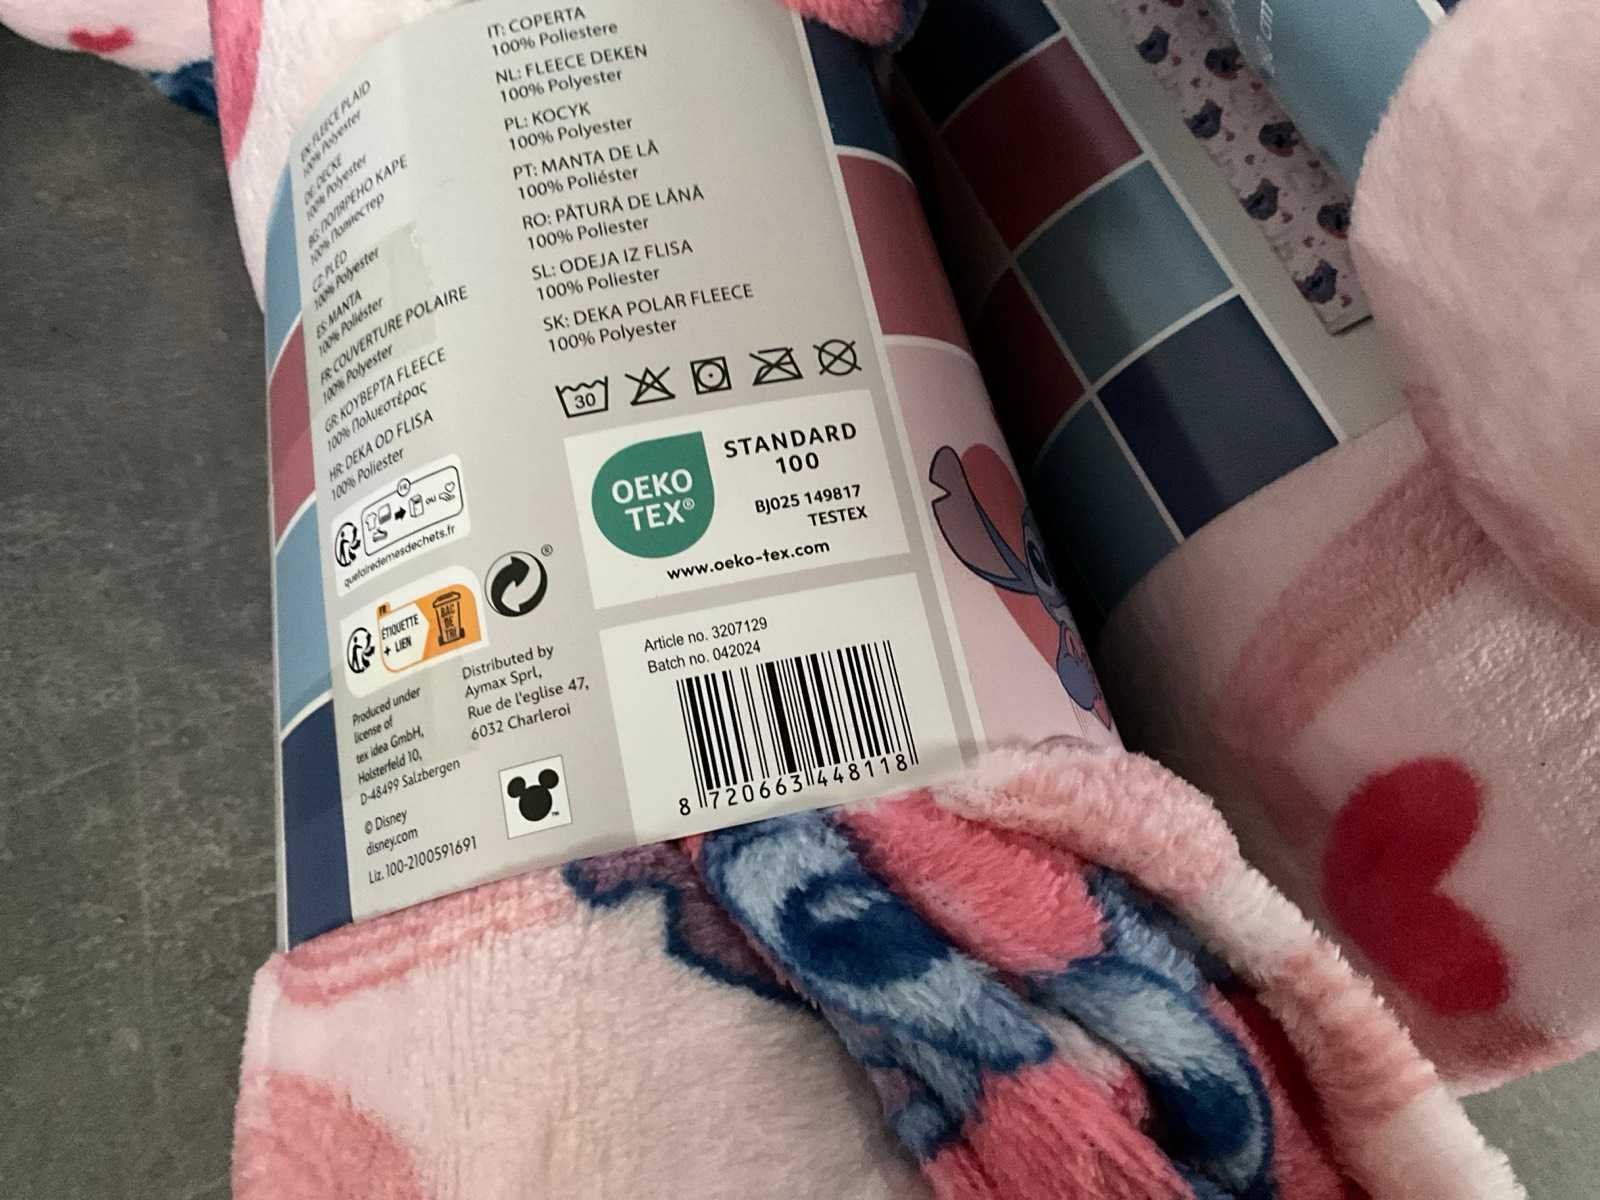 EN: FLEECE PLAID
100% Polyester
DE: DECKE
100% Polyester
BG: ПОЛЯРЕНО КАРЕ
100% Полиестер
CZ: PLÉD
100% Polyester
ES: MANTA
100% Poliéster
FR: COUVERTURE POLAIRE
100% Polyester
GR: ΚΟΥΒΕΡΤΑ FLEECE
100% Πολυεστέρας
HR: DEKA OD FLISA
100% Poliester
IT: COPERTA
100% Poliestere
NL: FLEECE DEKEN
100% Polyester
PL: KOCYK
100% Polyester
PT: MANTA DE LÃ
100% Poliéster
RO: PĂTURĂ DE LÂNĂ
100% Poliester
SL: ODEJA IZ FLISA
100% Poliester
SK: DEKA POLAR FLEECE
100% Polyester
30
FR
OU
quefairedemesdechets.fr
FR
ÉTIQUETTE
+ LIEN
BAC
DE
TRI
®
OEKO
TEX®
STANDARD
100
BJ025 149817
TESTEX
www.oeko-tex.com
Produced under
license of
tex idea GmbH,
Holsterfeld 10,
D-48499 Salzbergen
© Disney
disney.com
Liz. 100-2100591691
Distributed by
Aymax Sprl,
Rue de l'eglise 47,
6032 Charleroi
TM
Article no. 3207129
Batch no. 042024
8 720663 448118